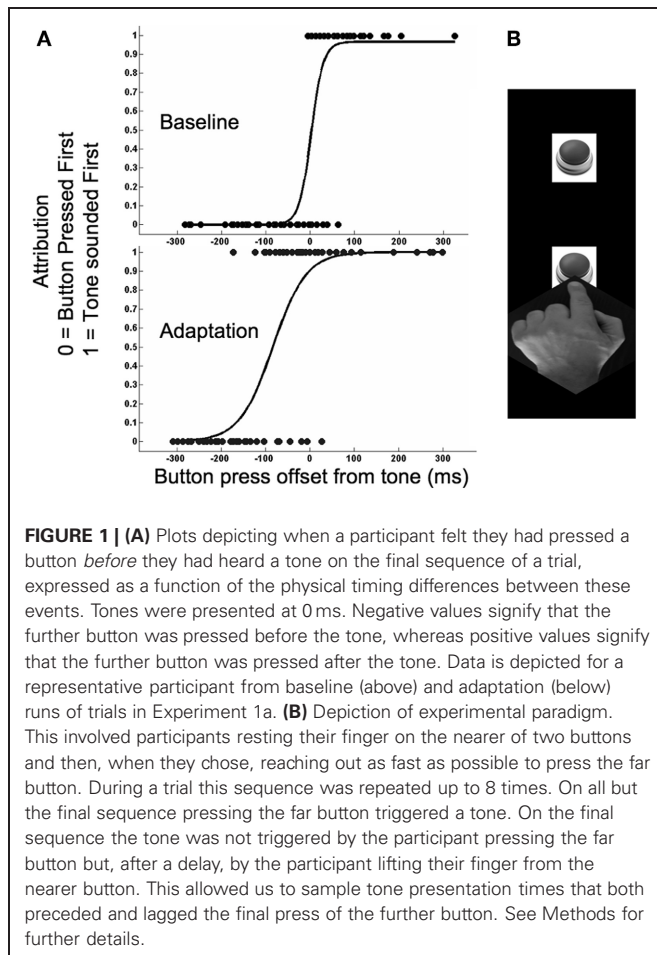 A
B
1
0.9
0.8
0.7
0.6
0.5
0.4
0.3
0.2
0.1
0
Baseline
-300 -200 -100 0 100 200 300
Attribution
0 = Button Pressed First
1 = Tone sounded First
1
0.9
0.8
0.7
0.6
0.5
0.4
0.3
0.2
0.1
0
Adaptation
-300 -200 -100 0 100 200 300
Button press offset from tone (ms)
FIGURE 1 | (A) Plots depicting when a participant felt they had pressed a
button before they had heard a tone on the final sequence of a trial,
expressed as a function of the physical timing differences between these
events. Tones were presented at 0 ms. Negative values signify that the
further button was pressed before the tone, whereas positive values signify
that the further button was pressed after the tone. Data is depicted for a
representative participant from baseline (above) and adaptation (below)
runs of trials in Experiment 1a. (B) Depiction of experimental paradigm.
This involved participants resting their finger on the nearer of two buttons
and then, when they chose, reaching out as fast as possible to press the far
button. During a trial this sequence was repeated up to 8 times. On all but
the final sequence pressing the far button triggered a tone. On the final
sequence the tone was not triggered by the participant pressing the far
button but, after a delay, by the participant lifting their finger from the
nearer button. This allowed us to sample tone presentation times that both
preceded and lagged the final press of the further button. See Methods for
further details.